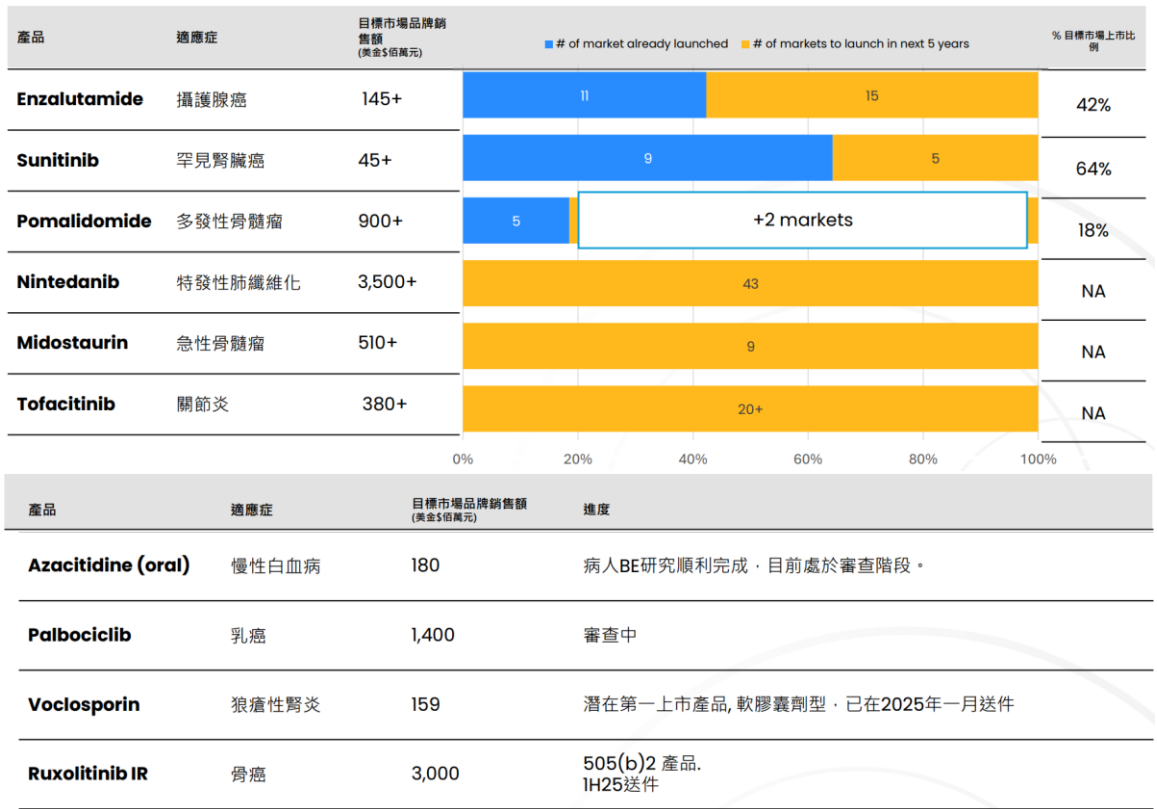 產品
適應症
目標市場品牌銷
售額
(美金$佰萬元)
# of market already launched
# of markets to launch in next 5 years
% 目標市場上市比
例
Enzalutamide
攝護腺癌
145+
11
15
42%
Sunitinib
罕見腎臟癌
45+
9
5
64%
Pomalidomide
多發性骨髓瘤
900+
5
+2 markets
18%
Nintedanib
特發性肺纖維化
3,500+
43
NA
Midostaurin
急性骨髓瘤
510+
9
NA
Tofacitinib
關節炎
380+
20+
NA
0%
20%
40%
60%
80%
100%
產品
適應症
目標市場品牌銷售額
(美金$佰萬元)
進度
Azacitidine (oral)
慢性白血病
180
病人BE研究順利完成，目前處於審查階段。
Palbociclib
乳癌
1,400
審查中
Voclosporin
狼瘡性腎炎
159
潛在第一上市產品, 軟膠囊劑型，已在2025年一月送件
Ruxolitinib IR
骨癌
3,000
505(b)2 產品.
1H25送件